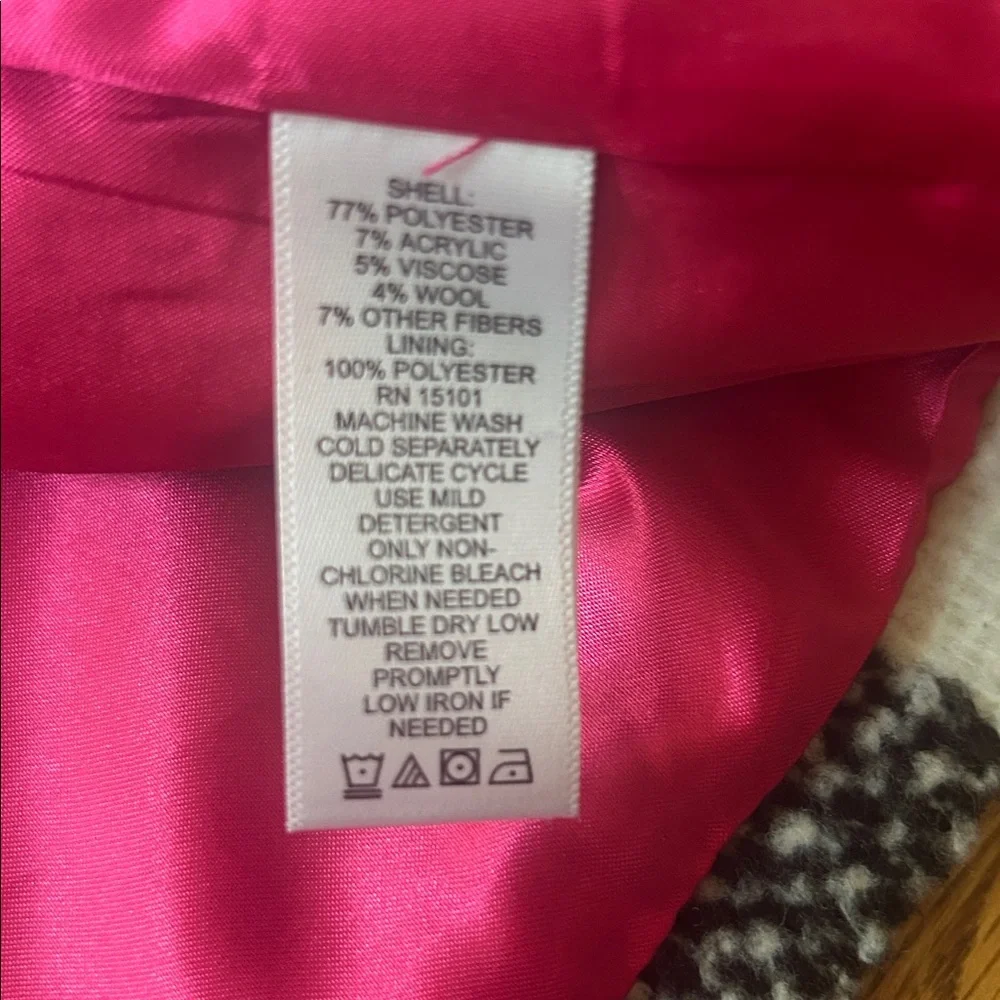 SHELL:
77% POLYESTER
7% ACRYLIC
5% VISCOSE
4% WOOL
7% OTHER FIBERS
LINING:
100% POLYESTER
RN 15101
MACHINE WASH
COLD SEPARATELY
DELICATE CYCLE
USE MILD
DETERGENT
ONLY NON-
CHLORINE BLEACH
WHEN NEEDED
TUMBLE DRY LOW
REMOVE
PROMPTLY
LOW IRON IF
NEEDED